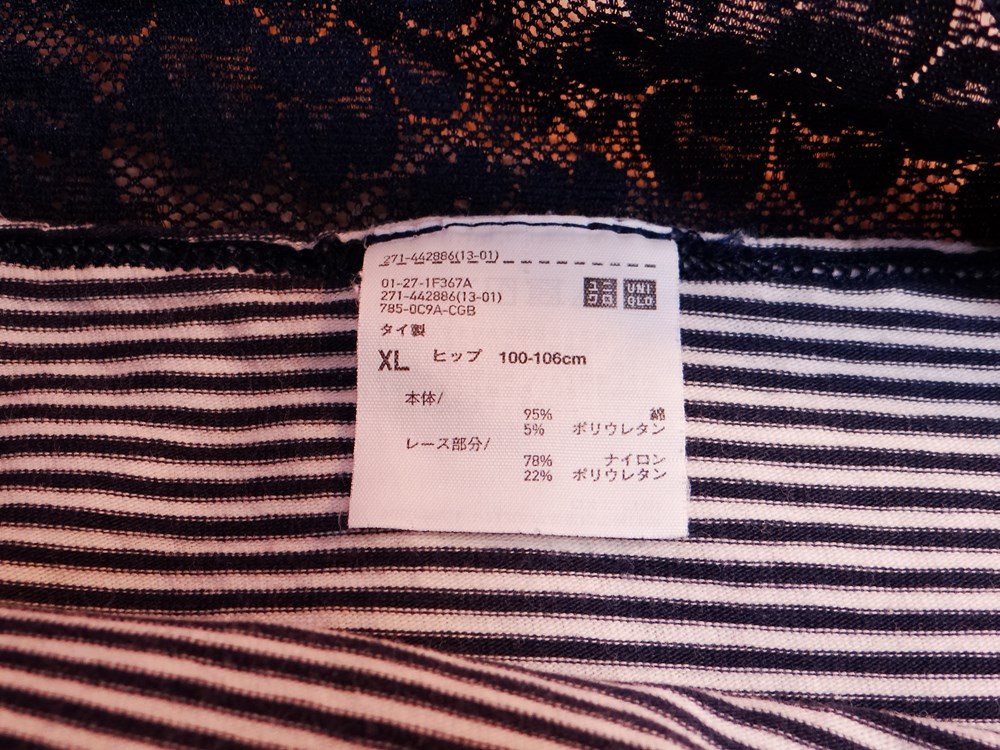 271-442886(13-01)
01-27-1F367A
271-442886(13-01)
785-0C9A-CGB
ユニクロ UNIQLO
タイ製
XL ヒップ 100-106cm
本体/
95% 綿
5% ポリウレタン
レース部分/
78% ナイロン
22% ポリウレタン